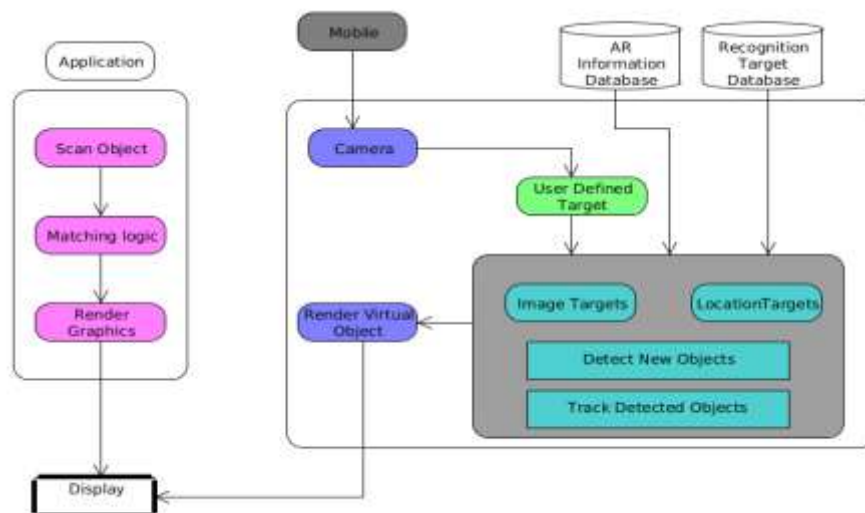 Application
Scan Object
Matching logic
Render
Graphics
Display
Mobile
Camera
User Defined
Target
AR
Information
Database
Recognition
Target
Database
Image Targets
LocationTargets
Detect New Objects
Track Detected Objects
Render Virtual
Object